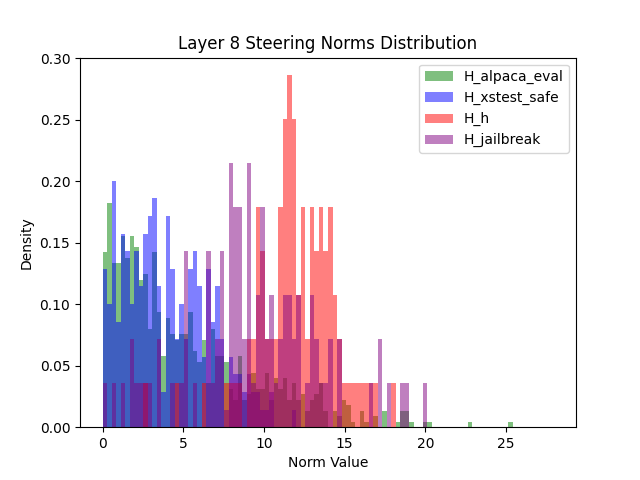 Layer 8 Steering Norms Distribution
H_alpaca_eval
H_xstest_safe
H_h
H_jailbreak
0.30
0.25
0.20
0.15
0.10
0.05
0.00
Density
0 5 10 15 20 25
Norm Value